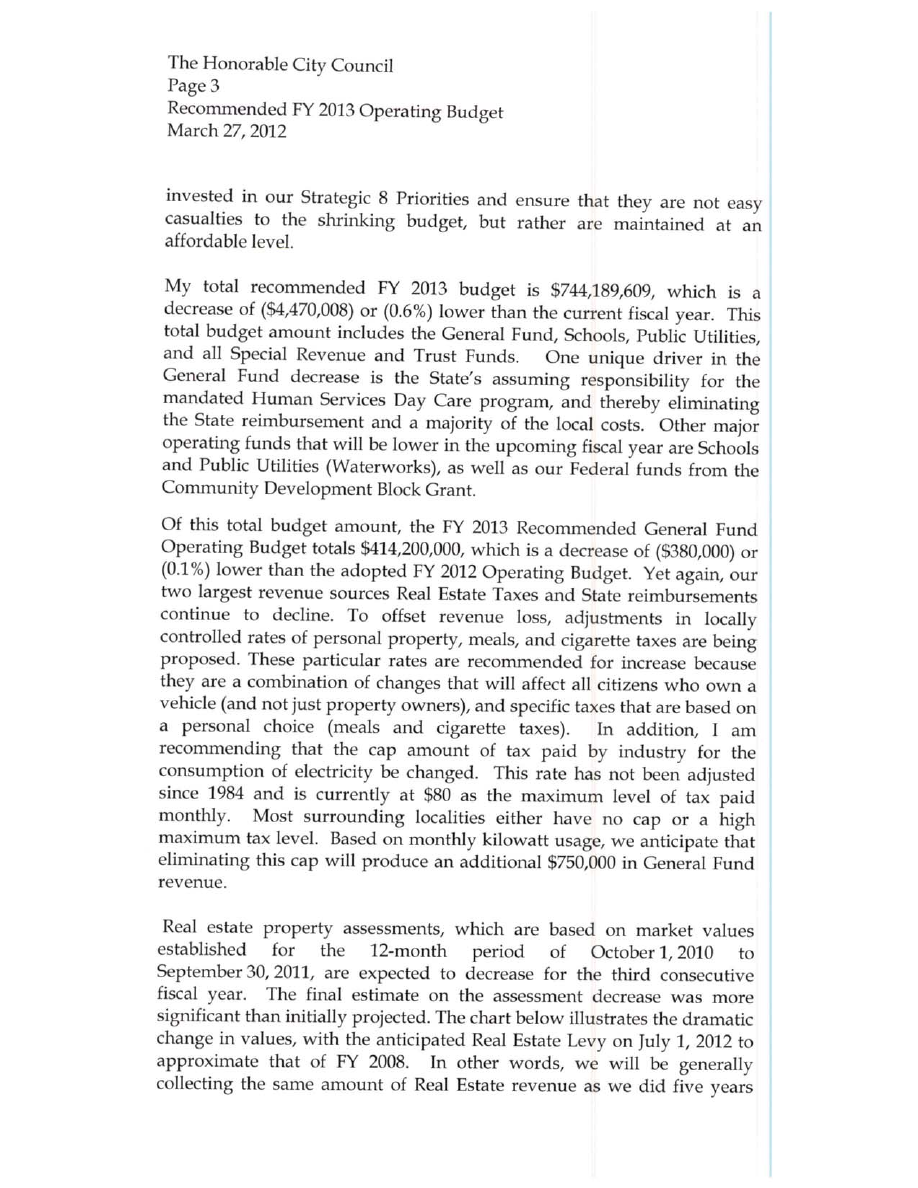 The Honorable City Council
Page 3
Recommended FY 2013 Operating Budget
March 27, 2012
invested in our Strategic 8 Priorities and ensure that they are not easy
casualties to the shrinking budget, but rather are maintained at an
affordable level.
My total recommended FY 2013 budget is $744,189,609, which is a
decrease of ($4,470,008) or (0.6%) lower than the current fiscal year. This
total budget amount includes the General Fund, Schools, Public Utilities,
and all Special Revenue and Trust Funds. One unique driver in the
General Fund decrease is the State's assuming responsibility for the
mandated Human Services Day Care program, and thereby eliminating
the State reimbursement and a majority of the local costs. Other major
operating funds that will be lower in the upcoming fiscal year are Schools
and Public Utilities (Waterworks), as well as our Federal funds from the
Community Development Block Grant.
Of this total budget amount, the FY 2013 Recommended General Fund
Operating Budget totals $414,200,000, which is a decrease of ($380,000) or
(0.1%) lower than the adopted FY 2012 Operating Budget. Yet again, our
two largest revenue sources Real Estate Taxes and State reimbursements
continue to decline. To offset revenue loss, adjustments in locally
controlled rates of personal property, meals, and cigarette taxes are being
proposed. These particular rates are recommended for increase because
they are a combination of changes that will affect all citizens who own a
vehicle (and not just property owners), and specific taxes that are based on
a personal choice (meals and cigarette taxes). In addition, I am
recommending that the cap amount of tax paid by industry for the
consumption of electricity be changed. This rate has not been adjusted
since 1984 and is currently at $80 as the maximum level of tax paid
monthly. Most surrounding localities either have no cap or a high
maximum tax level. Based on monthly kilowatt usage, we anticipate that
eliminating this cap will produce an additional $750,000 in General Fund
revenue.
Real estate property assessments, which are based on market values
established for the 12-month period of October 1, 2010 to
September 30, 2011, are expected to decrease for the third consecutive
fiscal year. The final estimate on the assessment decrease was more
significant than initially projected. The chart below illustrates the dramatic
change in values, with the anticipated Real Estate Levy on July 1, 2012 to
approximate that of FY 2008. In other words, we will be generally
collecting the same amount of Real Estate revenue as we did five years